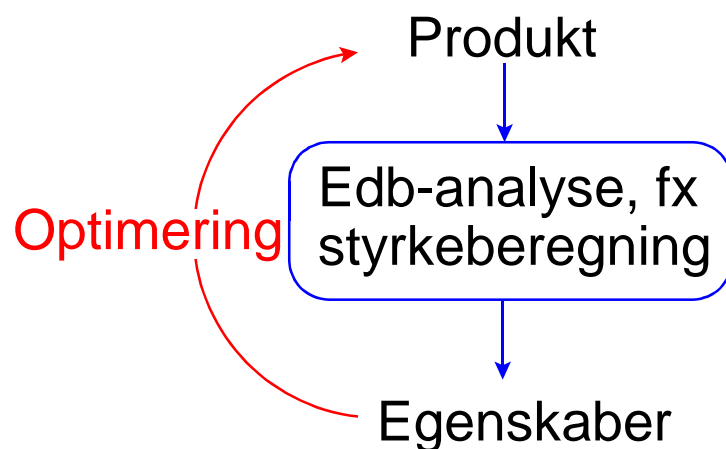 Produkt
Edb-analyse, fx
styrkeberegning
Optimering
Egenskaber